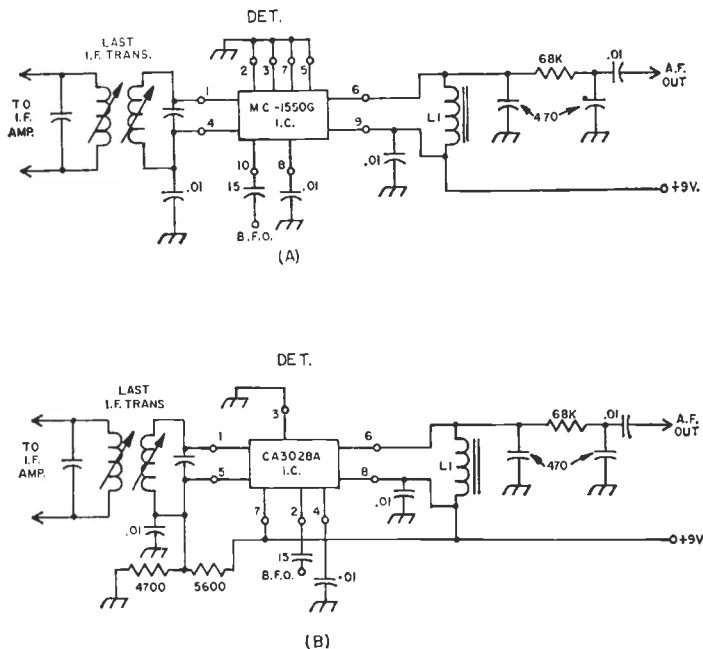 DET.
LAST
I.F. TRANS.
TO
I.F.
AMP.
.01
1
4
2
3
7
5
MC-1550G
I.C.
10
8
15
.01
B.F.O.
6
9
.01
L1
470
68K
.01
A.F.
OUT
+9V.
(A)
DET.
LAST
I.F. TRANS
TO
I.F.
AMP.
.01
4700
5600
1
5
3
CA3028A
I.C.
7
2
4
15
B.F.O.
.01
6
8
.01
L1
470
68K
.01
A.F.
OUT
+9V
(B)